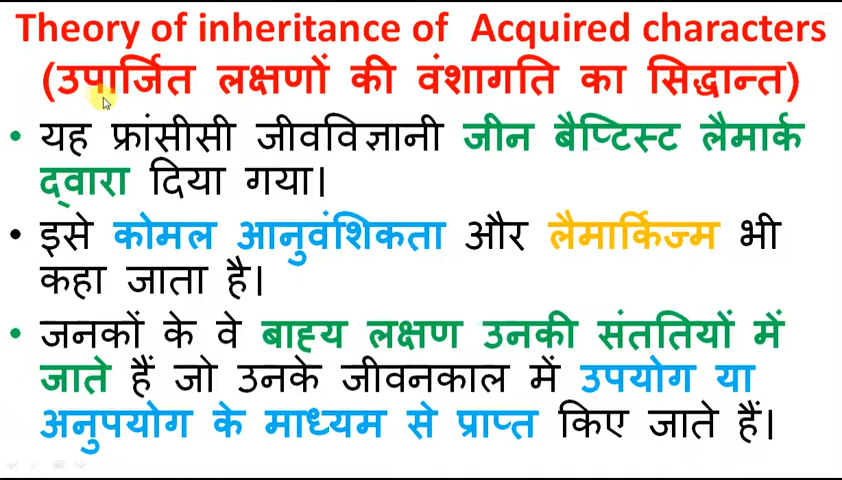 Theory of inheritance of Acquired characters
(उपार्जित लक्षणों की वंशागति का सिद्धान्त)
• यह फ्रांसीसी जीवविज्ञानी जीन बैप्टिस्ट लैमार्क
द्वारा दिया गया।
• इसे कोमल आनुवंशिकता और लैमार्किज्म भी
कहा जाता है।
• जनकों के वे बाह्य लक्षण उनकी संततियों में
जाते हैं जो उनके जीवनकाल में उपयोग या
अनुपयोग के माध्यम से प्राप्त किए जाते हैं।